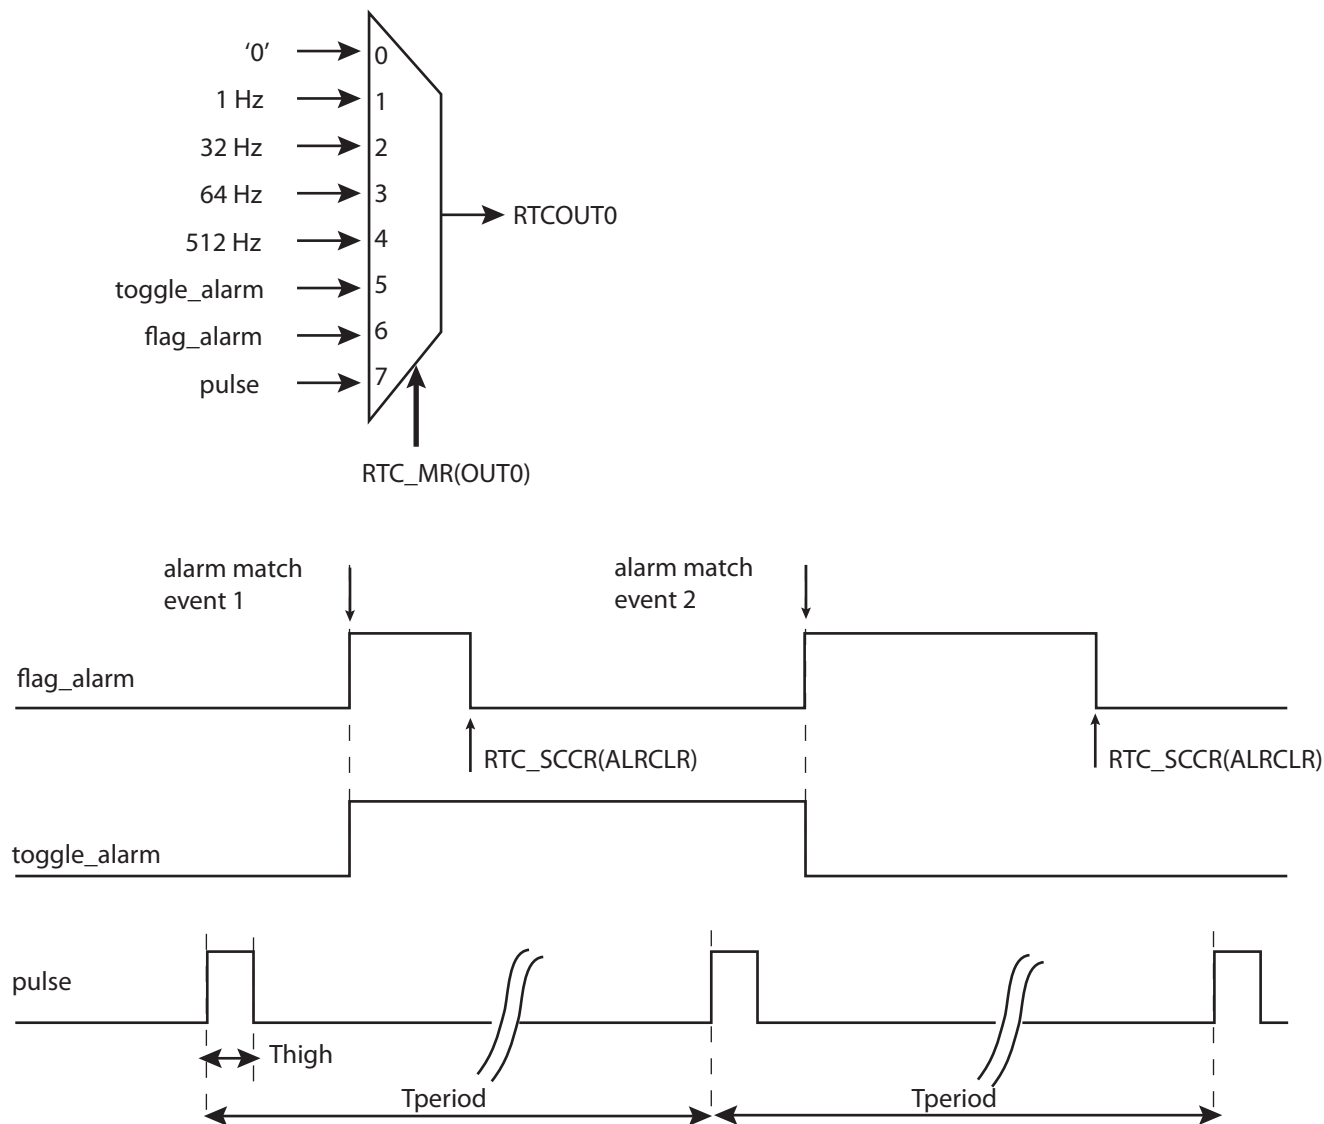 ‘0’
0
1 Hz
1
32 Hz
2
64 Hz
3
512 Hz
4
toggle_alarm
5
flag_alarm
6
pulse
7
RTCOUT0
RTC_MR(OUT0)
alarm match
event 1
alarm match
event 2
flag_alarm
RTC_SCCR(ALRCLR)
RTC_SCCR(ALRCLR)
toggle_alarm
pulse
Thigh
Tperiod
Tperiod